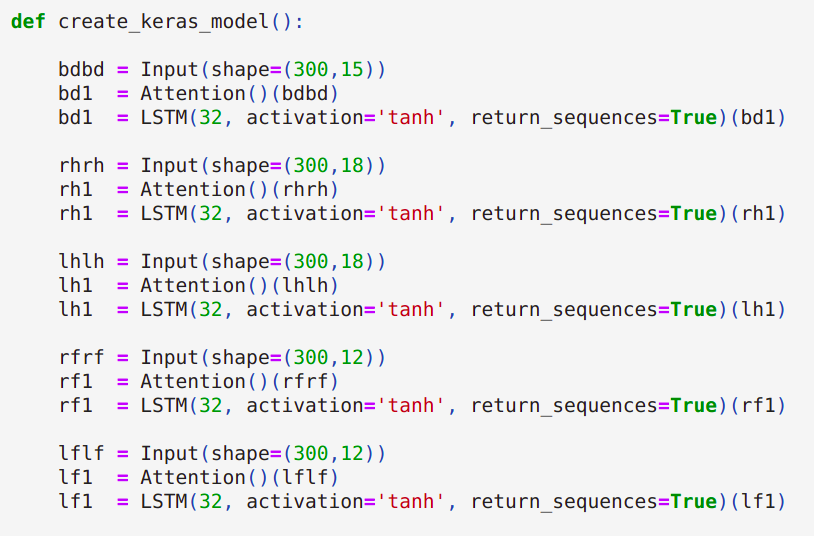 def create_keras_model():
    bdbd = Input(shape=(300,15))
    bd1  = Attention()(bdbd)
    bd1  = LSTM(32, activation='tanh', return_sequences=True)(bd1)
    rhrh = Input(shape=(300,18))
    rh1  = Attention()(rhrh)
    rh1  = LSTM(32, activation='tanh', return_sequences=True)(rh1)
    lhlh = Input(shape=(300,18))
    lh1  = Attention()(lhlh)
    lh1  = LSTM(32, activation='tanh', return_sequences=True)(lh1)
    rfrf = Input(shape=(300,12))
    rf1  = Attention()(rfrf)
    rf1  = LSTM(32, activation='tanh', return_sequences=True)(rf1)
    lflf = Input(shape=(300,12))
    lf1  = Attention()(lflf)
    lf1  = LSTM(32, activation='tanh', return_sequences=True)(lf1)